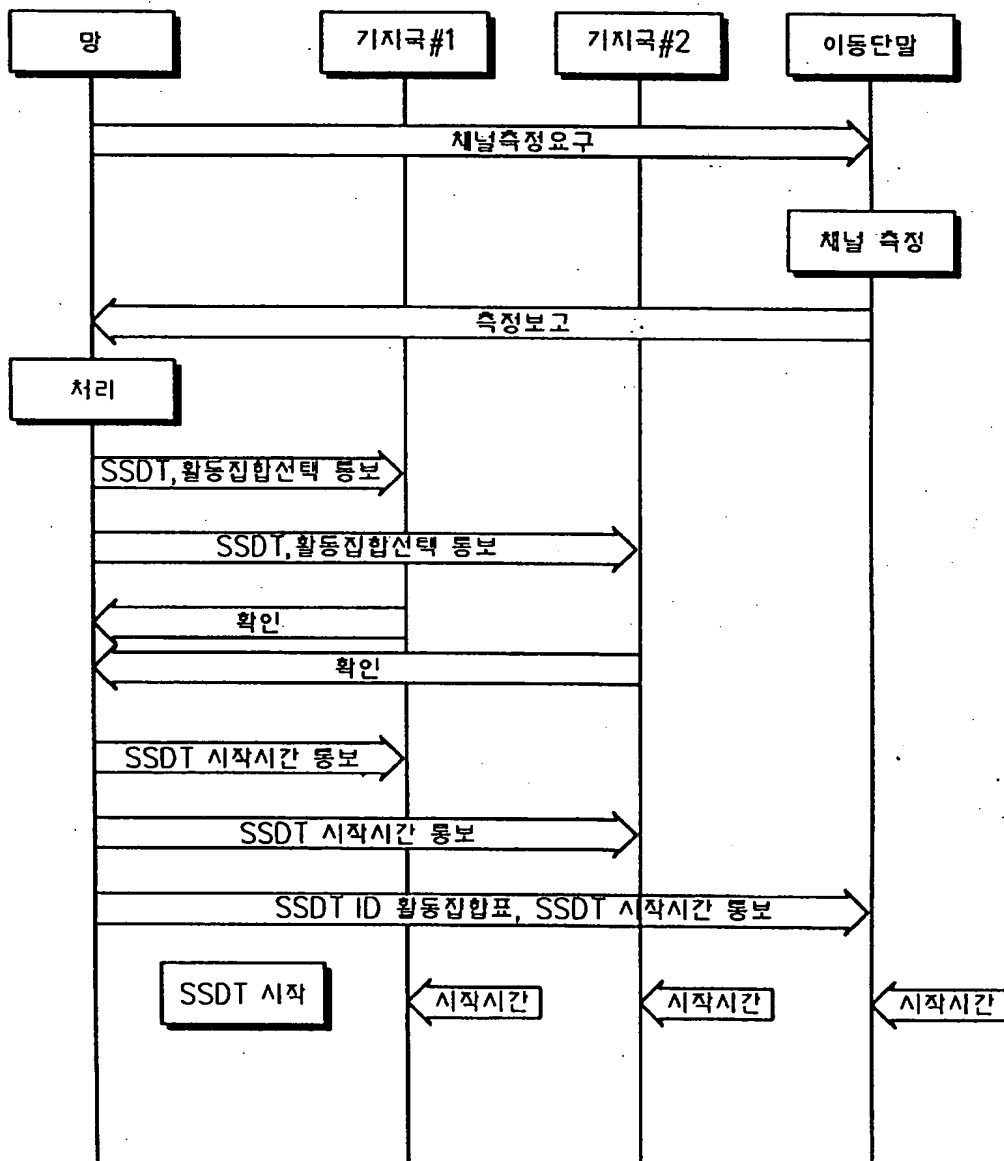 망
기지국#1
기지국#2
이동단말
채널측정요구
채널 측정
측정보고
처리
SSDT,활동집합선택 통보
SSDT,활동집합선택 통보
확인
확인
SSDT 시작시간 통보
SSDT 시작시간 통보
SSDT ID 활동집합표, SSDT 시작시간 통보
SSDT 시작
시작시간
시작시간
시작시간